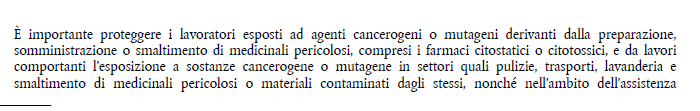 È importante proteggere i lavoratori esposti ad agenti cancerogeni o mutageni derivanti dalla preparazione,
somministrazione o smaltimento di medicinali pericolosi, compresi i farmaci citostatici o citotossici, e da lavori
comportanti l'esposizione a sostanze cancerogene o mutagene in settori quali pulizie, trasporti, lavanderia e
smaltimento di medicinali pericolosi o materiali contaminati dagli stessi, nonché nell'ambito dell'assistenza